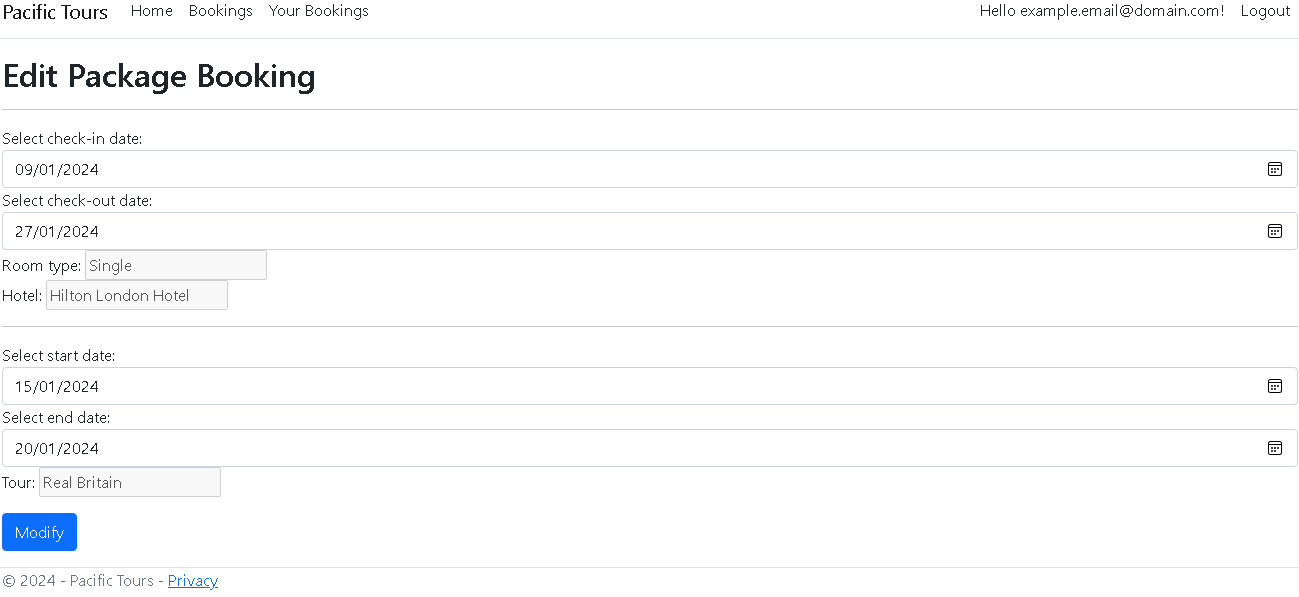 Pacific Tours Home Bookings Your Bookings Hello example.email@domain.com! Logout
Edit Package Booking
Select check-in date:
09/01/2024
Select check-out date:
27/01/2024
Room type: Single
Hotel: Hilton London Hotel
Select start date:
15/01/2024
Select end date:
20/01/2024
Tour: Real Britain
Modify
© 2024 - Pacific Tours - Privacy